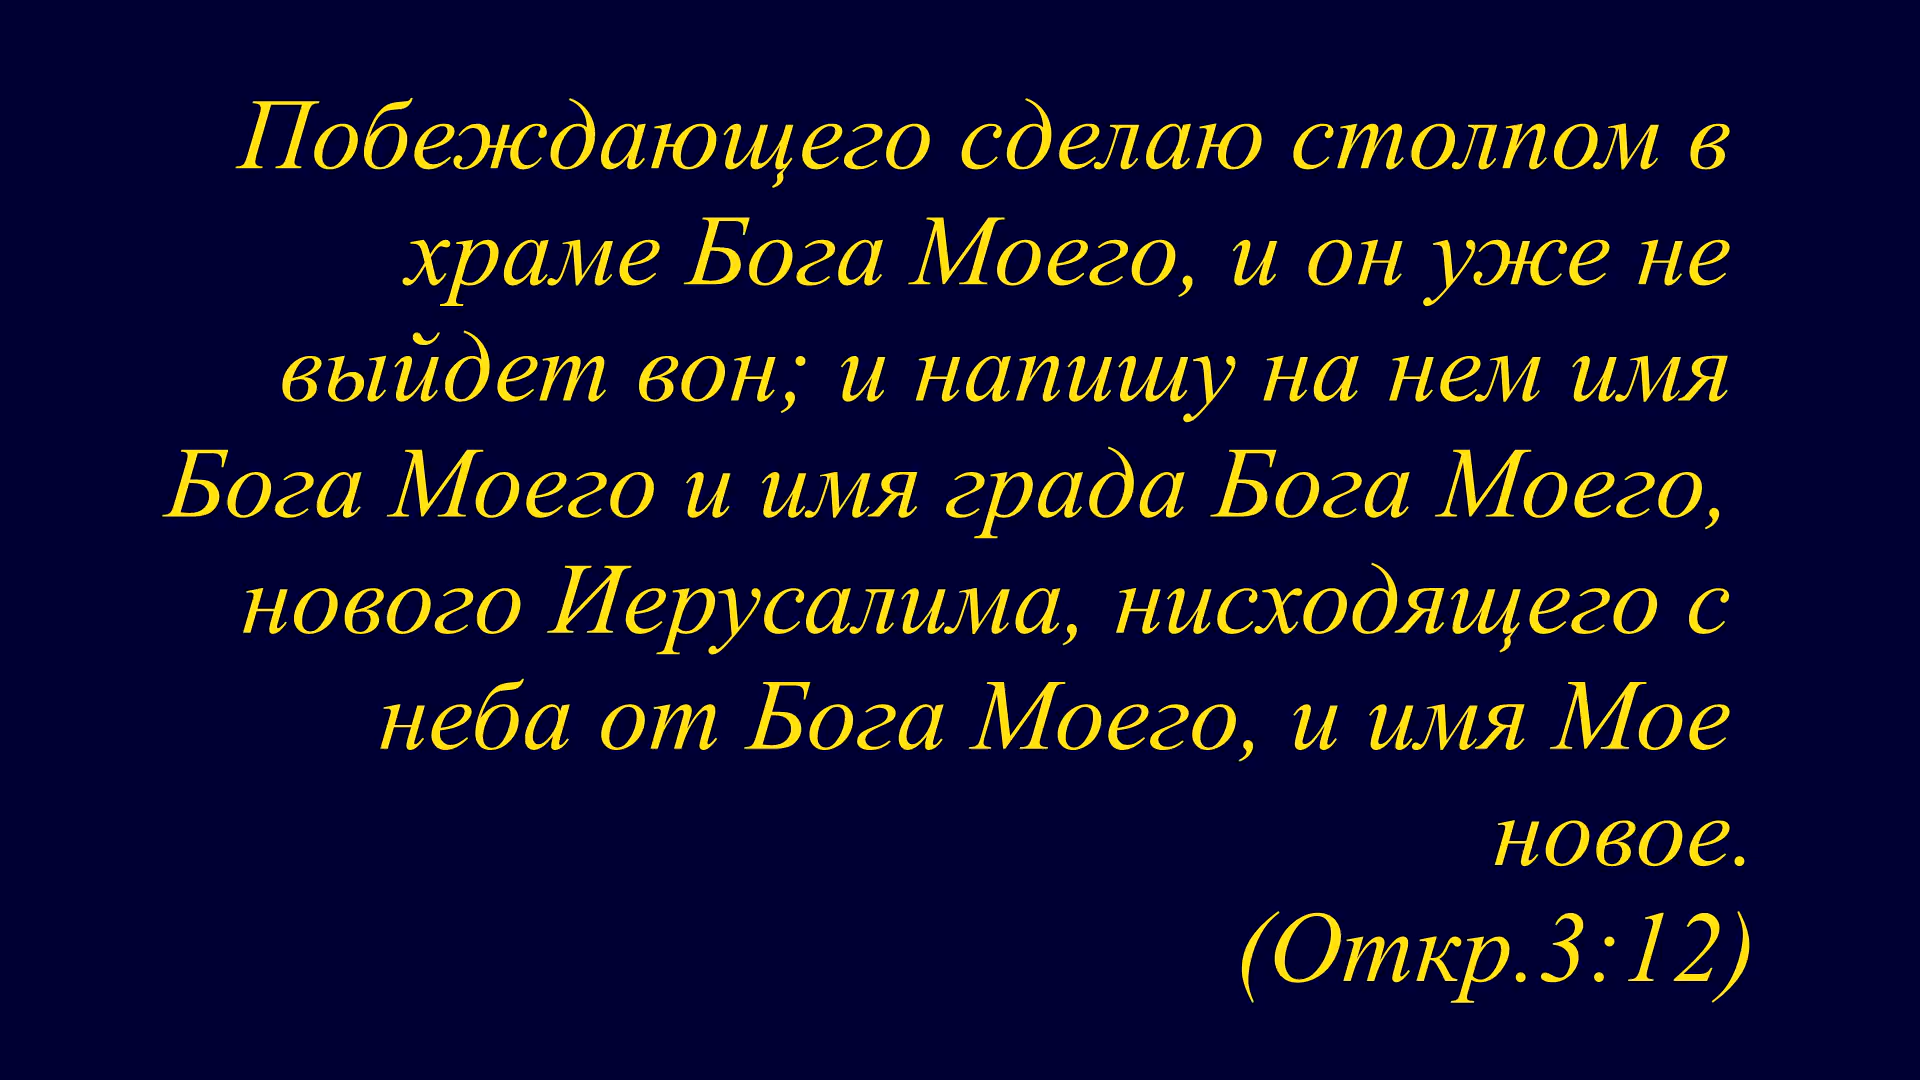 Побеждающего сделаю столпом в
храме Бога Моего, и он уже не
выйдет вон; и напишу на нем имя
Бога Моего и имя града Бога Моего,
нового Иерусалима, нисходящего с
неба от Бога Моего, и имя Мое
новое.
(Откр.3:12)